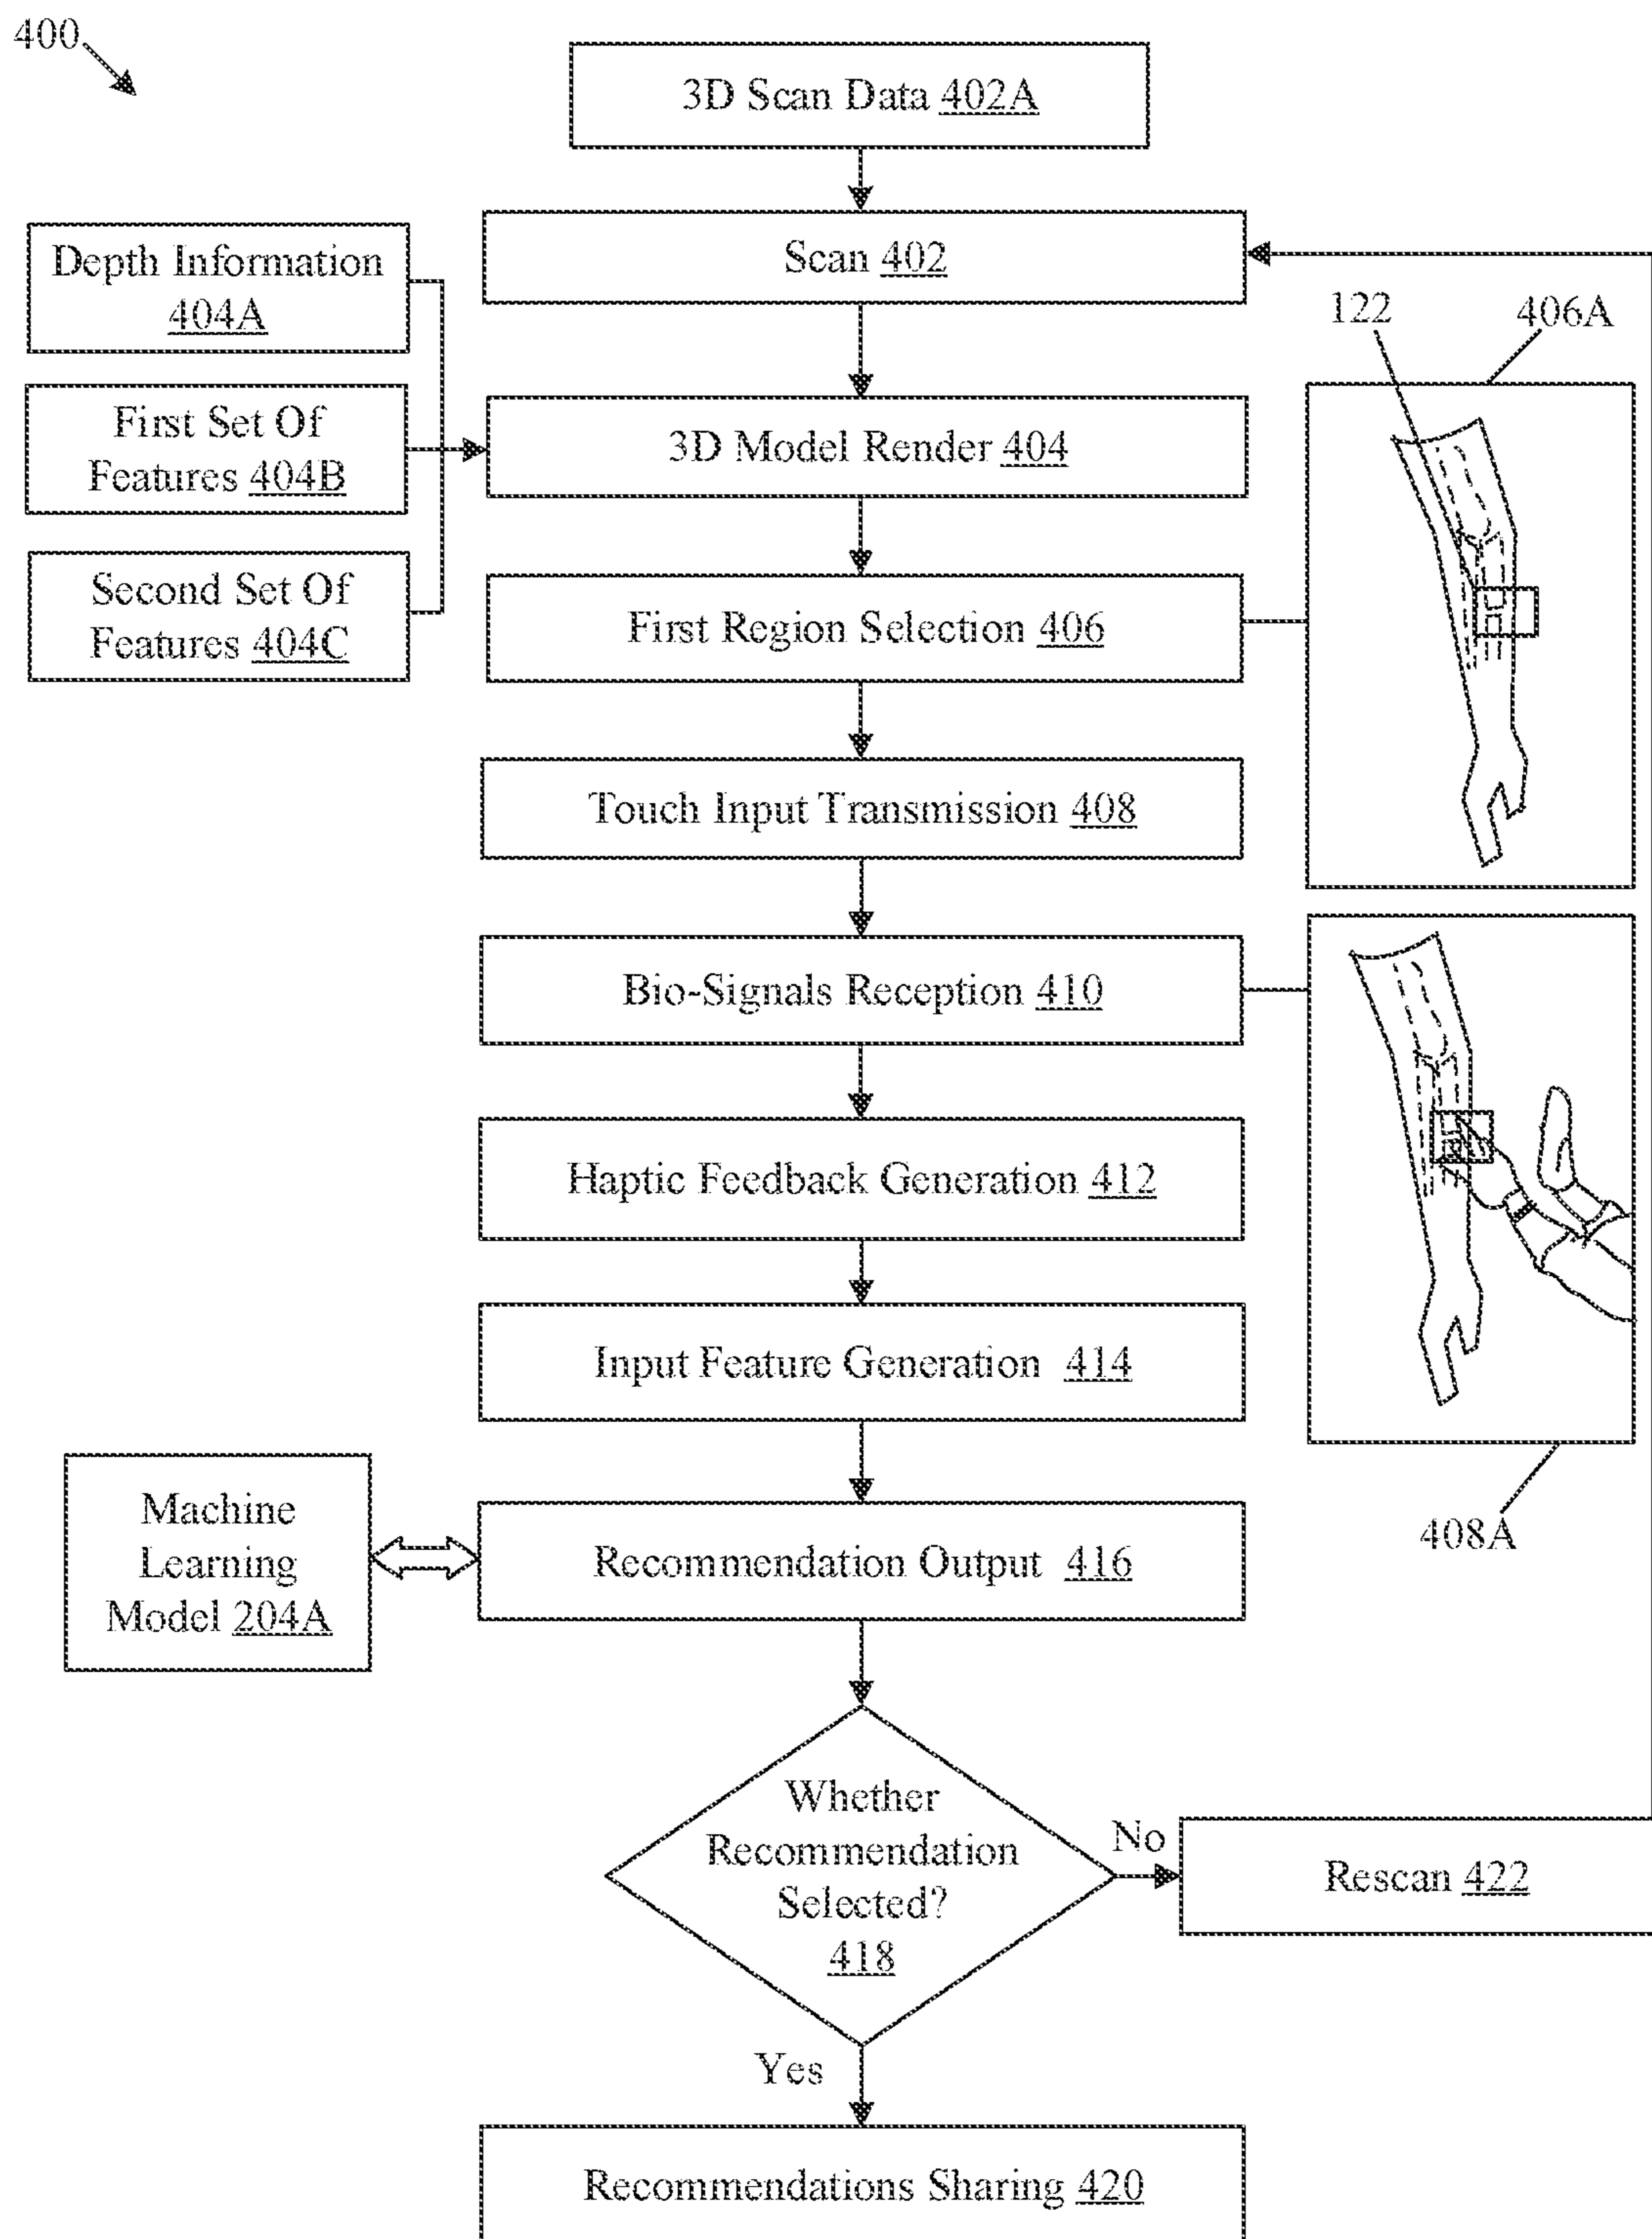 400
3D Scan Data 402A
Scan 402
Depth Information
404A
122
406A
First Set Of
Features 404B
3D Model Render 404
Second Set Of
Features 404C
First Region Selection 406
Touch Input Transmission 408
Bio-Signals Reception 410
Haptic Feedback Generation 412
Input Feature Generation 414
408A
Machine
Learning
Model 204A
Recommendation Output 416
Whether
Recommendation
Selected?
418
No
Rescan 422
Yes
Recommendations Sharing 420